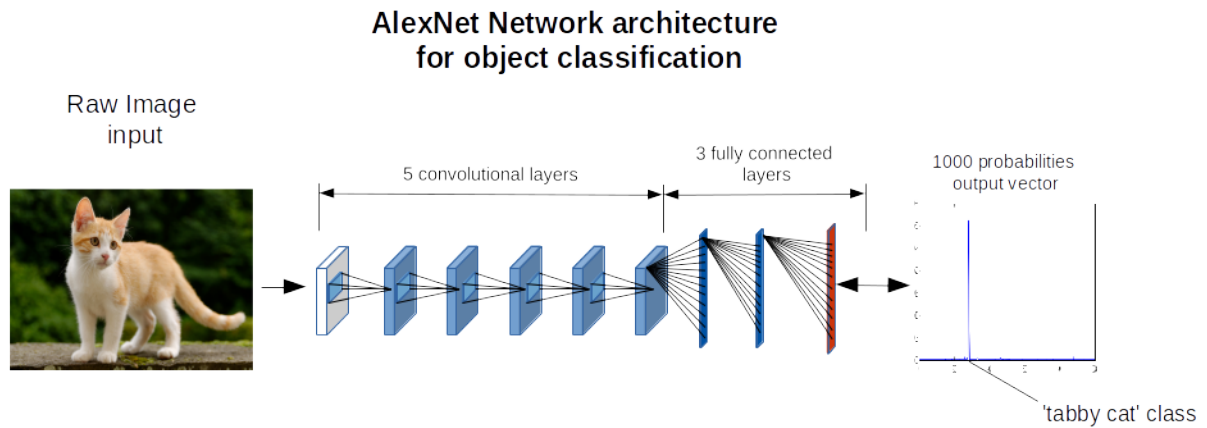 AlexNet Network architecture
for object classification
Raw Image
input
5 convolutional layers
3 fully connected
layers
1000 probabilities
output vector
'tabby cat' class